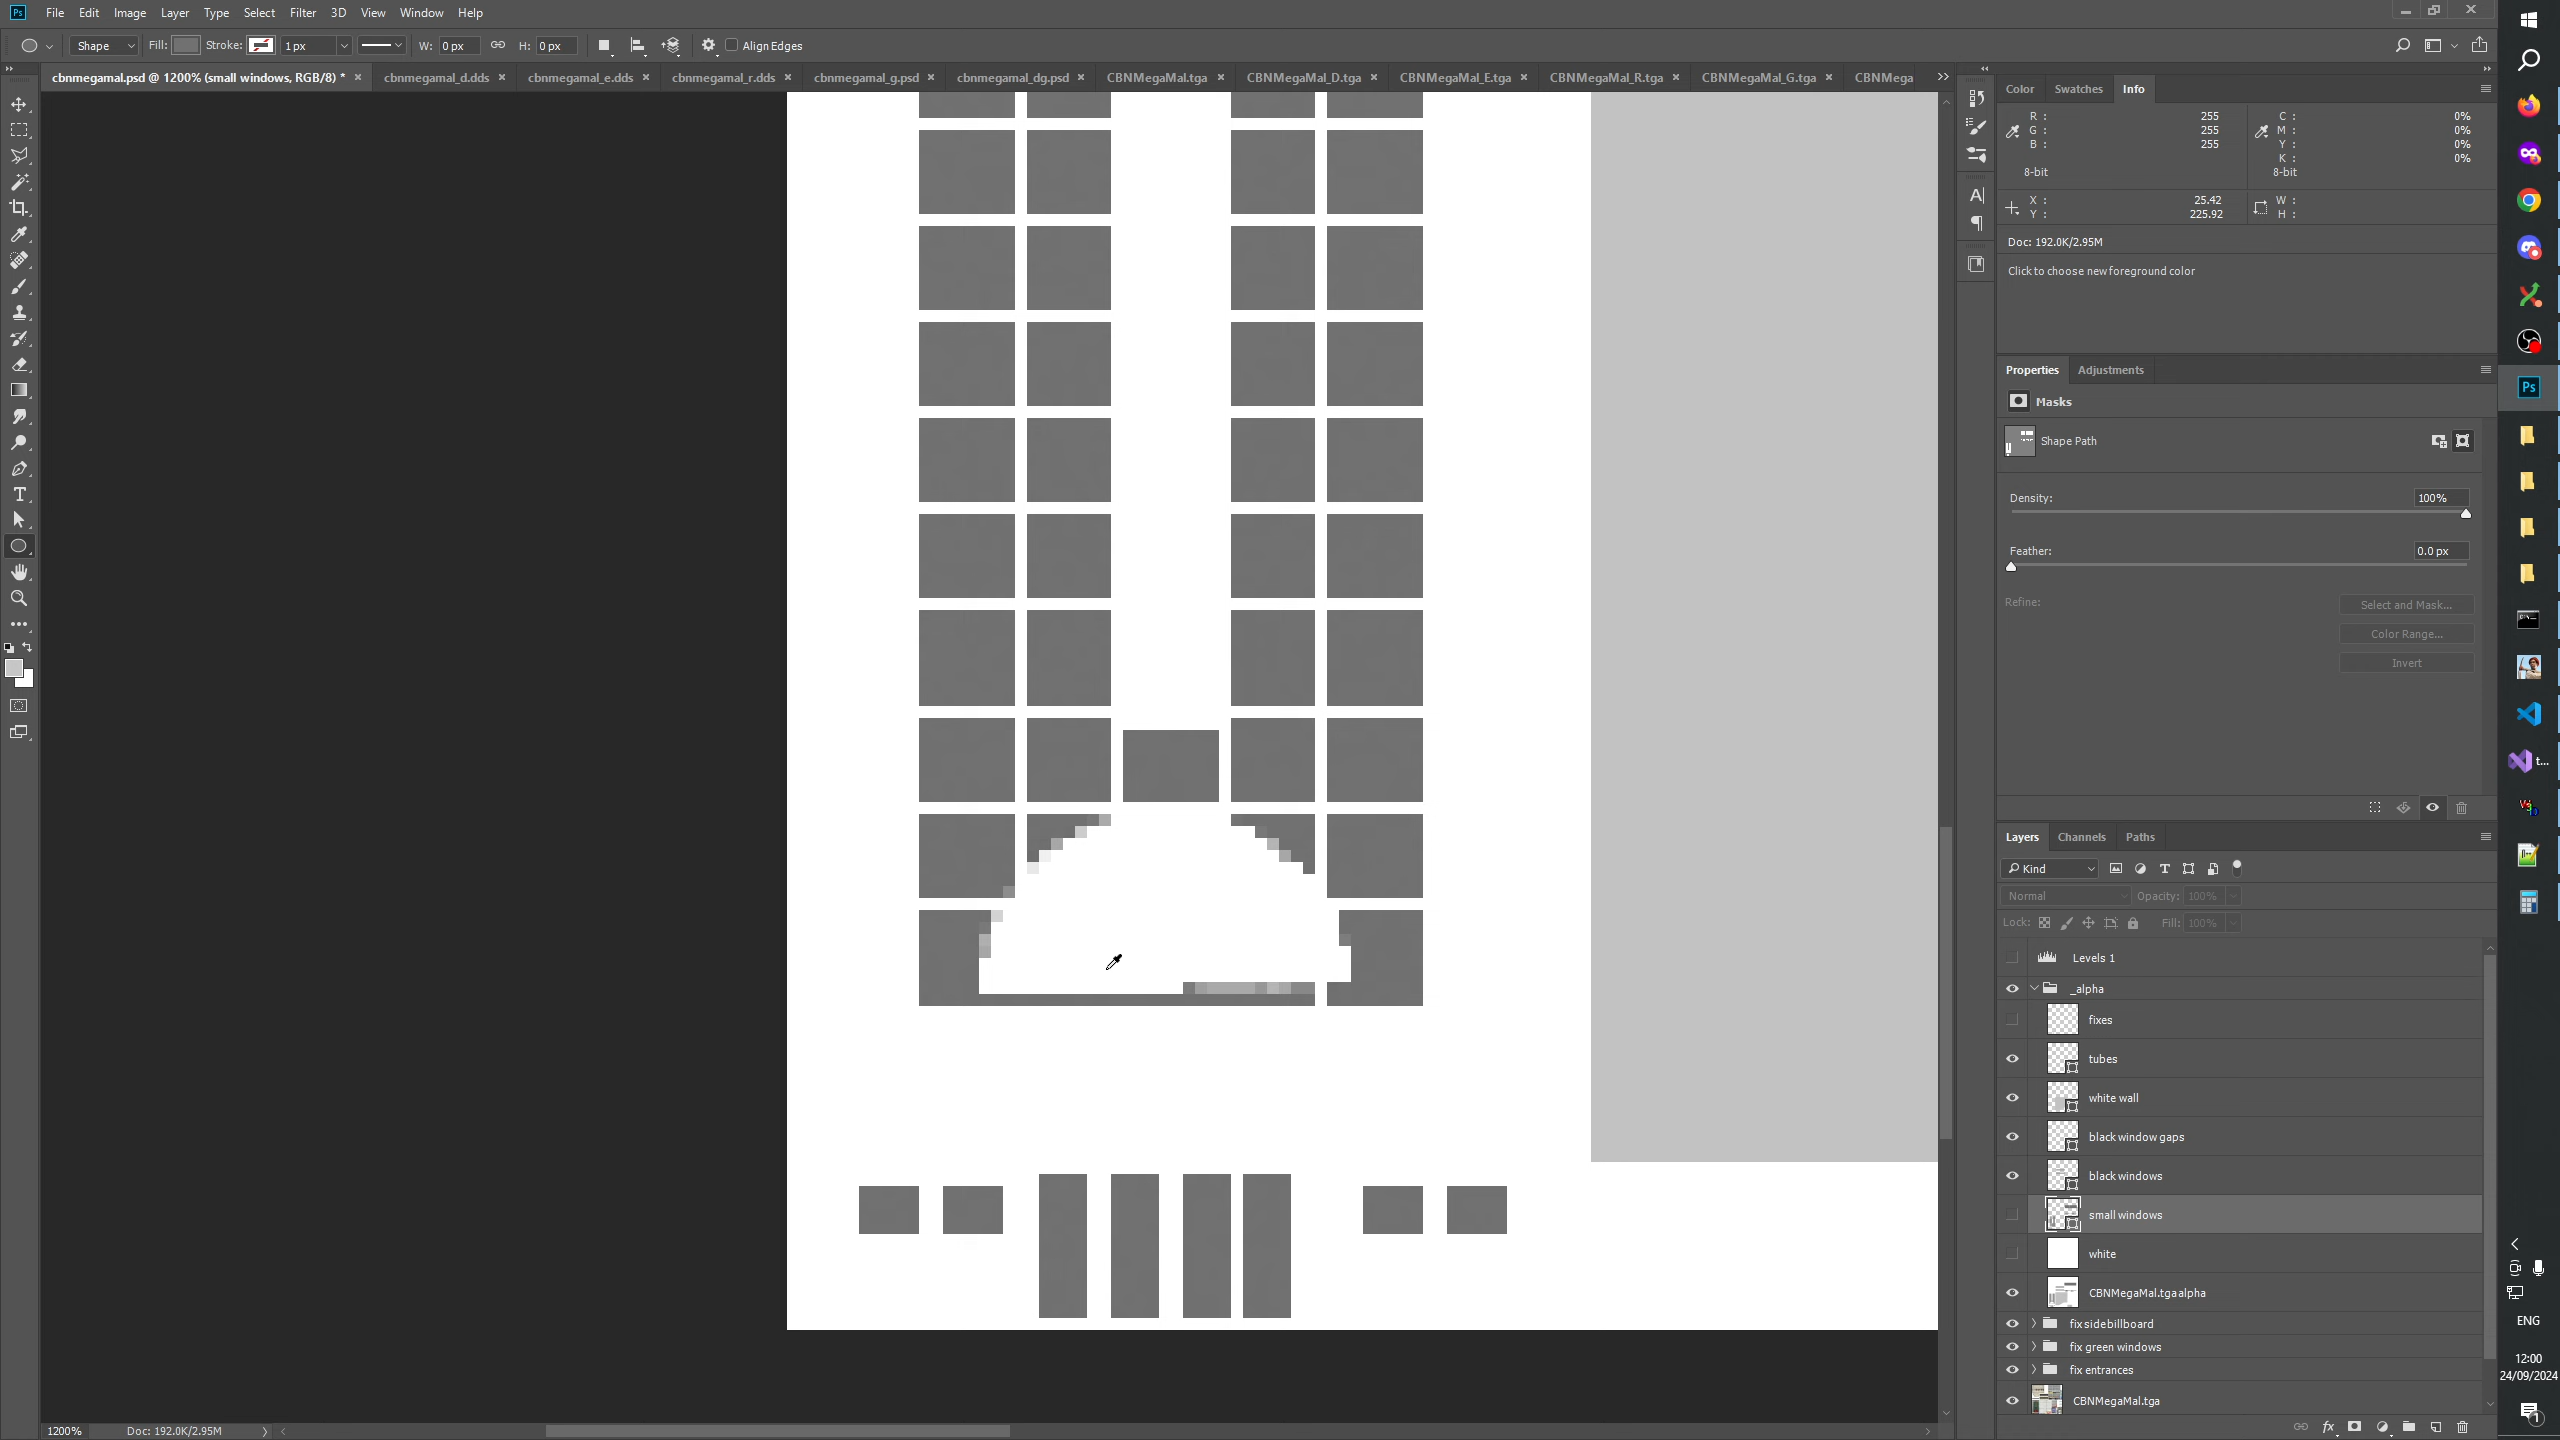 Ps File Edit Image Layer Type Select Filter 3D View Window Help
Shape Fill: Stroke: 1 px W: 0 px H: 0 px Align Edges
cbnmegamal.psd @ 1200% (small windows, RGB/8) * cbnmegamal_d.dds cbnmegamal_e.dds cbnmegamal_r.dds cbnmegamal_g.psd cbnmegamal_dg.psd CBNMegaMal.tga CBNMegaMal_D.tga CBNMegaMal_E.tga CBNMegaMal_R.tga CBNMegaMal_G.tga CBNMega
Color Swatches Info
R : 255 C : 0%
G : 255 M : 0%
B : 255 Y : 0%
K : 0%
8-bit 8-bit
X : 25.42 W :
Y : 225.92 H :
Doc: 192.0K/2.95M
Click to choose new foreground color
Properties Adjustments
Masks
Shape Path
Density: 100%
Feather: 0.0 px
Refine: Select and Mask...
Color Range...
Invert
Layers Channels Paths
Kind
Normal Opacity: 100%
Lock: Fill: 100%
Levels 1
_alpha
fixes
tubes
white wall
black window gaps
black windows
small windows
white
CBNMegaMal.tga alpha
fix side billboard
fix green windows
fix entrances
CBNMegaMal.tga
1200% Doc: 192.0K/2.95M
Ps
t...
ENG
12:00
24/09/2024
1